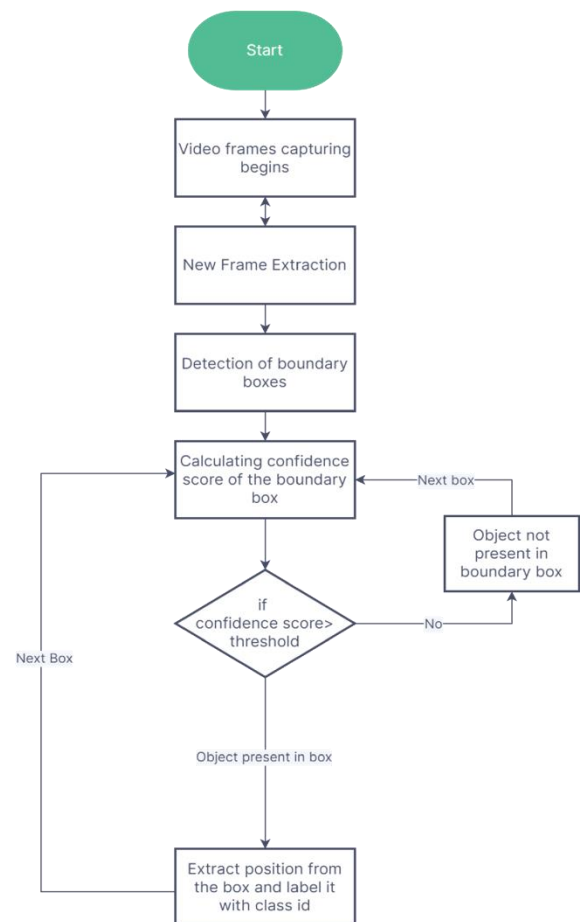 Start
Video frames capturing
begins
New Frame Extraction
Detection of boundary
boxes
Calculating confidence
score of the boundary
box
Next box
Object not
present in
boundary box
if
confidence score>
threshold
No
Next Box
Object present in box
Extract position from
the box and label it
with class id